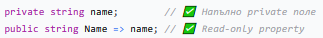 private string name;        // ✅ Напълно private поле
public string Name => name; // ✅ Read-only property